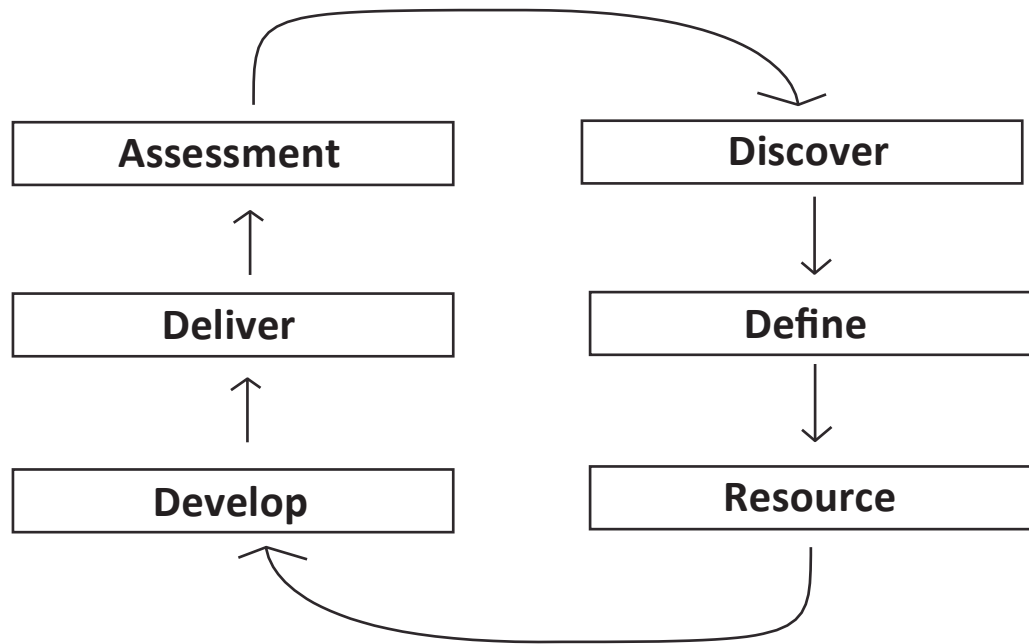 Assessment
Discover
Deliver
Define
Develop
Resource